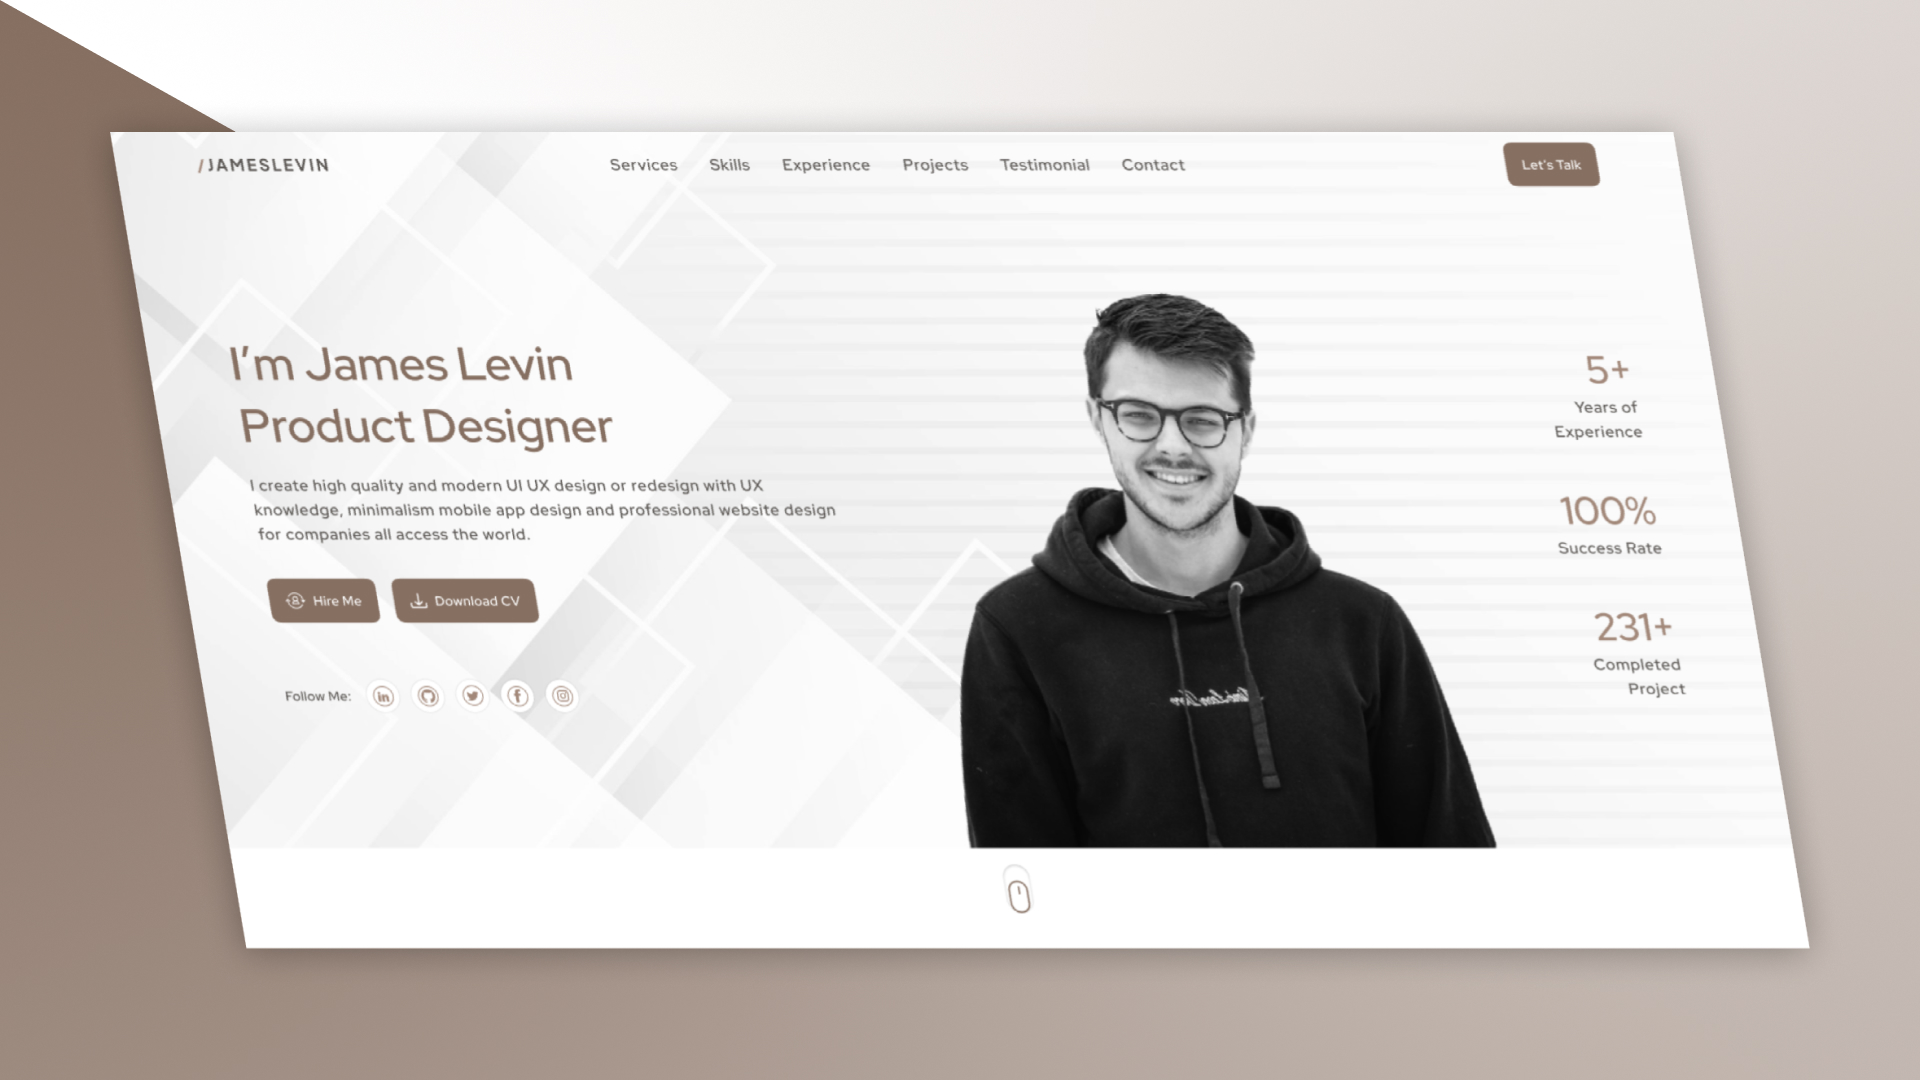 /JAMESLEVIN
Services Skills Experience Projects Testimonial Contact
Let's Talk
I'm James Levin
Product Designer
I create high quality and modern UI UX design or redesign with UX
knowledge, minimalism mobile app design and professional website design
for companies all access the world.
Hire Me
Download CV
Follow Me:
5+
Years of
Experience
100%
Success Rate
231+
Completed
Project